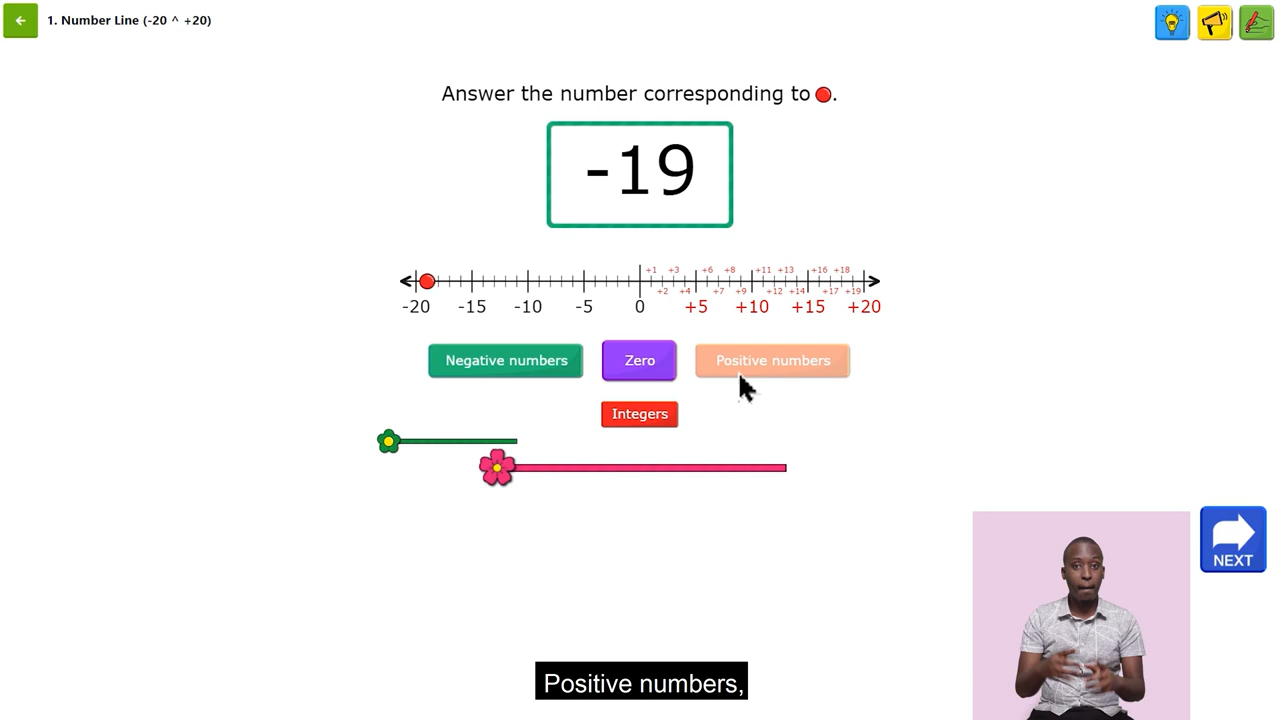 1. Number Line (-20 ^ +20)
Answer the number corresponding to .
-19
+1 +3 +6 +8 +11 +13 +16 +18
+2 +4 +7 +9 +12 +14 +17 +19
-20 -15 -10 -5 0 +5 +10 +15 +20
Negative numbers Zero Positive numbers
Integers
NEXT
Positive numbers,